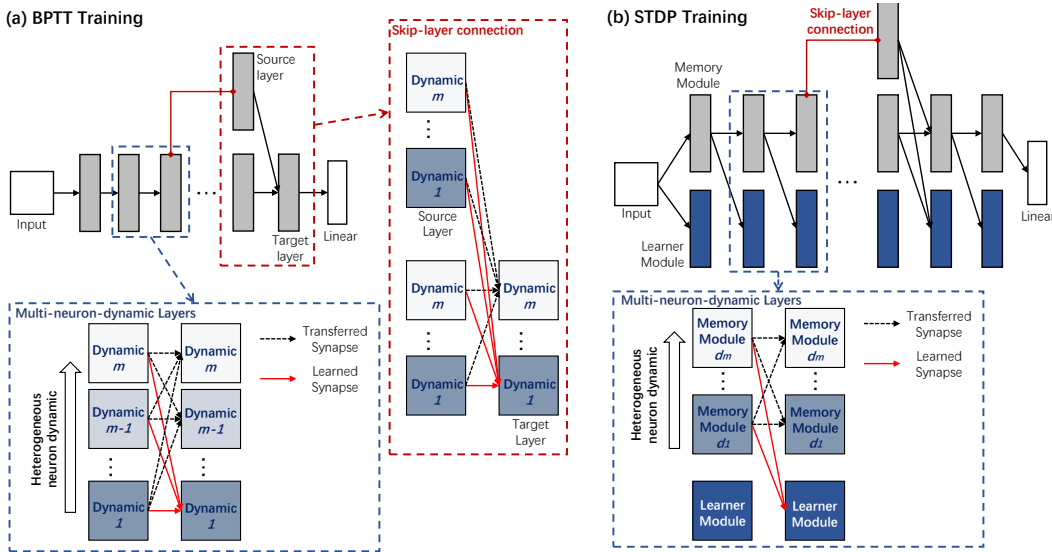 (a) BPTT Training
Source
layer
...
Input
Target
layer
Linear
Skip-layer connection
Dynamic
m
⋮
Dynamic
1
Source
Layer
Dynamic
m
Dynamic
m
⋮
⋮
Dynamic
1
Dynamic
1
Target
Layer
Multi-neuron-dynamic Layers
Heterogeneous
neuron dynamic
Dynamic
m
Dynamic
m
Dynamic
m-1
Dynamic
m-1
⋮
⋮
Dynamic
1
Dynamic
1
Transferred
Synapse
Learned
Synapse
(b) STDP Training
Skip-layer
connection
Memory
Module
Input
...
Learner
Module
Linear
Multi-neuron-dynamic Layers
Heterogeneous
neuron dynamic
Memory
Module
dm
Memory
Module
dm
⋮
⋮
Memory
Module
d1
Memory
Module
d1
Learner
Module
Learner
Module
Transferred
Synapse
Learned
Synapse